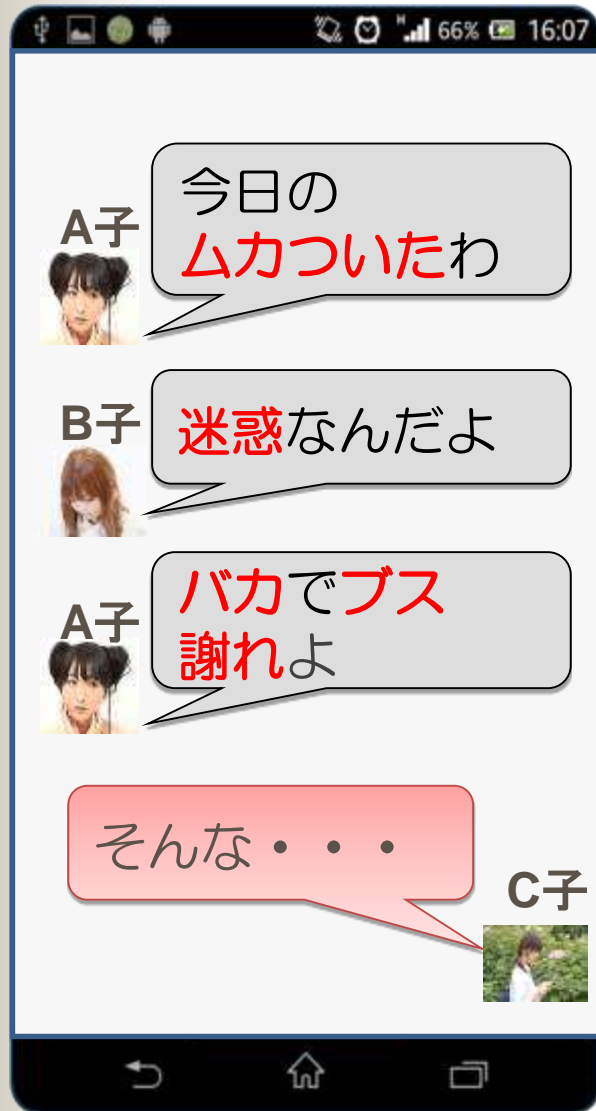 66% 16:07
今日の
A子
ムカついたわ
B子
迷惑なんだよ
バカでブス
A子
謝れよ
そんな・・・
C子